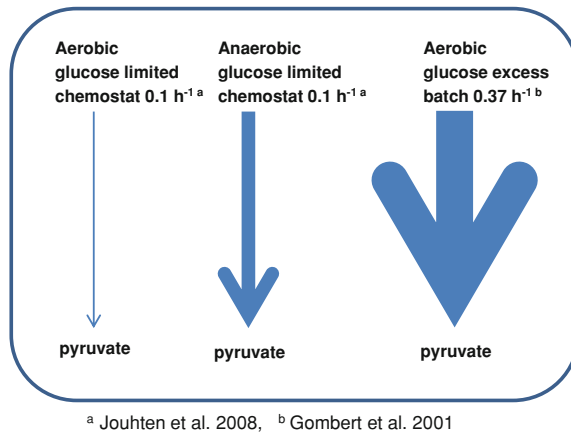 Aerobic
glucose limited
chemostat 0.1 h⁻¹ ᵃ
Anaerobic
glucose limited
chemostat 0.1 h⁻¹ ᵃ
Aerobic
glucose excess
batch 0.37 h⁻¹ ᵇ
pyruvate
pyruvate
pyruvate
ᵃ Jouhten et al. 2008, ᵇ Gombert et al. 2001